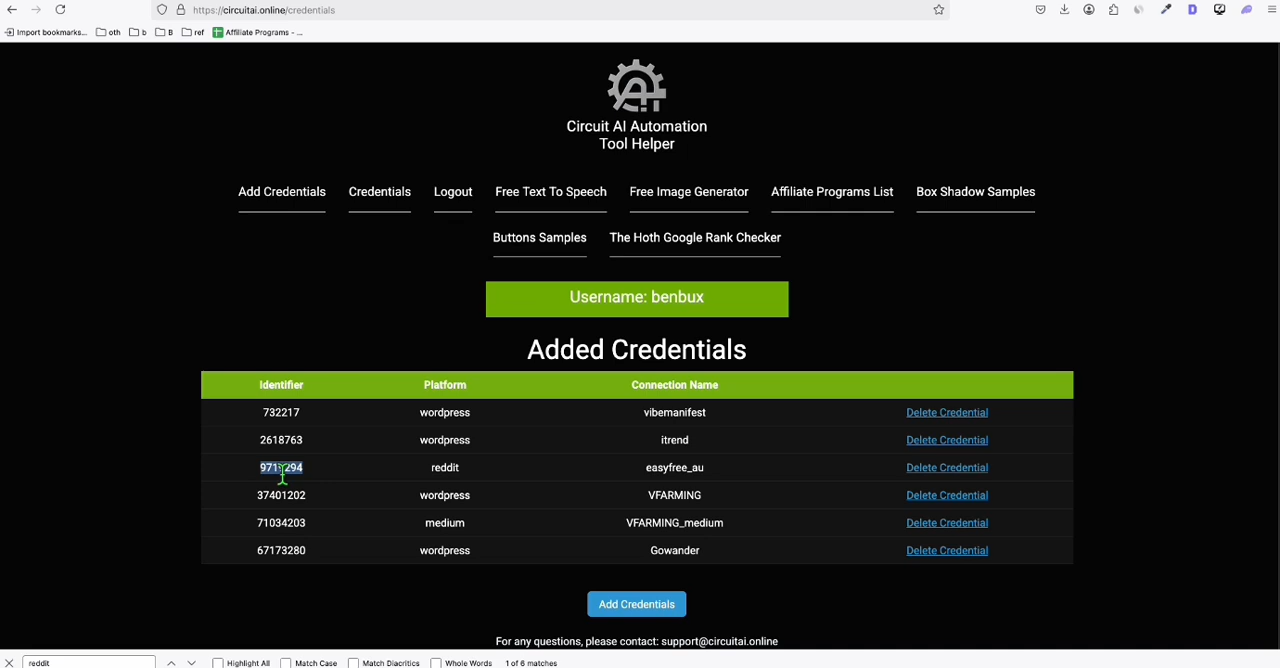 https://circuitai.online/credentials
Import bookmarks... oth b B ref Affiliate Programs - ...
Circuit AI Automation
Tool Helper
Add Credentials Credentials Logout Free Text To Speech Free Image Generator Affiliate Programs List Box Shadow Samples
Buttons Samples The Hoth Google Rank Checker
Username: benbux
Added Credentials
Identifier Platform Connection Name
732217 wordpress vibemanifest Delete Credential
2618763 wordpress itrend Delete Credential
reddit easyfree_au Delete Credential
37401202 wordpress VFARMING Delete Credential
71034203 medium VFARMING_medium Delete Credential
67173280 wordpress Gowander Delete Credential
Add Credentials
For any questions, please contact: support@circuitai.online
reddit Highlight All Match Case Match Diacritics Whole Words 1 of 6 matches